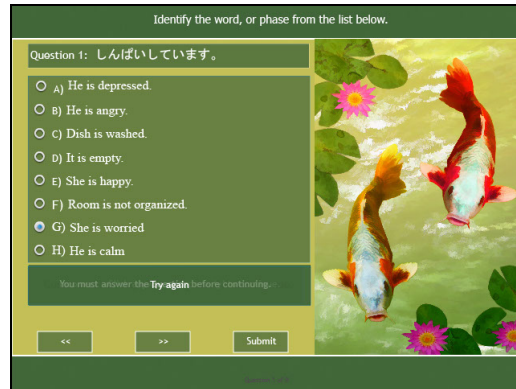 Identify the word, or phase from the list below.
Question 1: しんぱいしています。
A) He is depressed.
B) He is angry.
C) Dish is washed.
D) It is empty.
E) She is happy.
F) Room is not organized.
G) She is worried
H) He is calm
You must answer the before continuing.
Try again
<<
>>
Submit